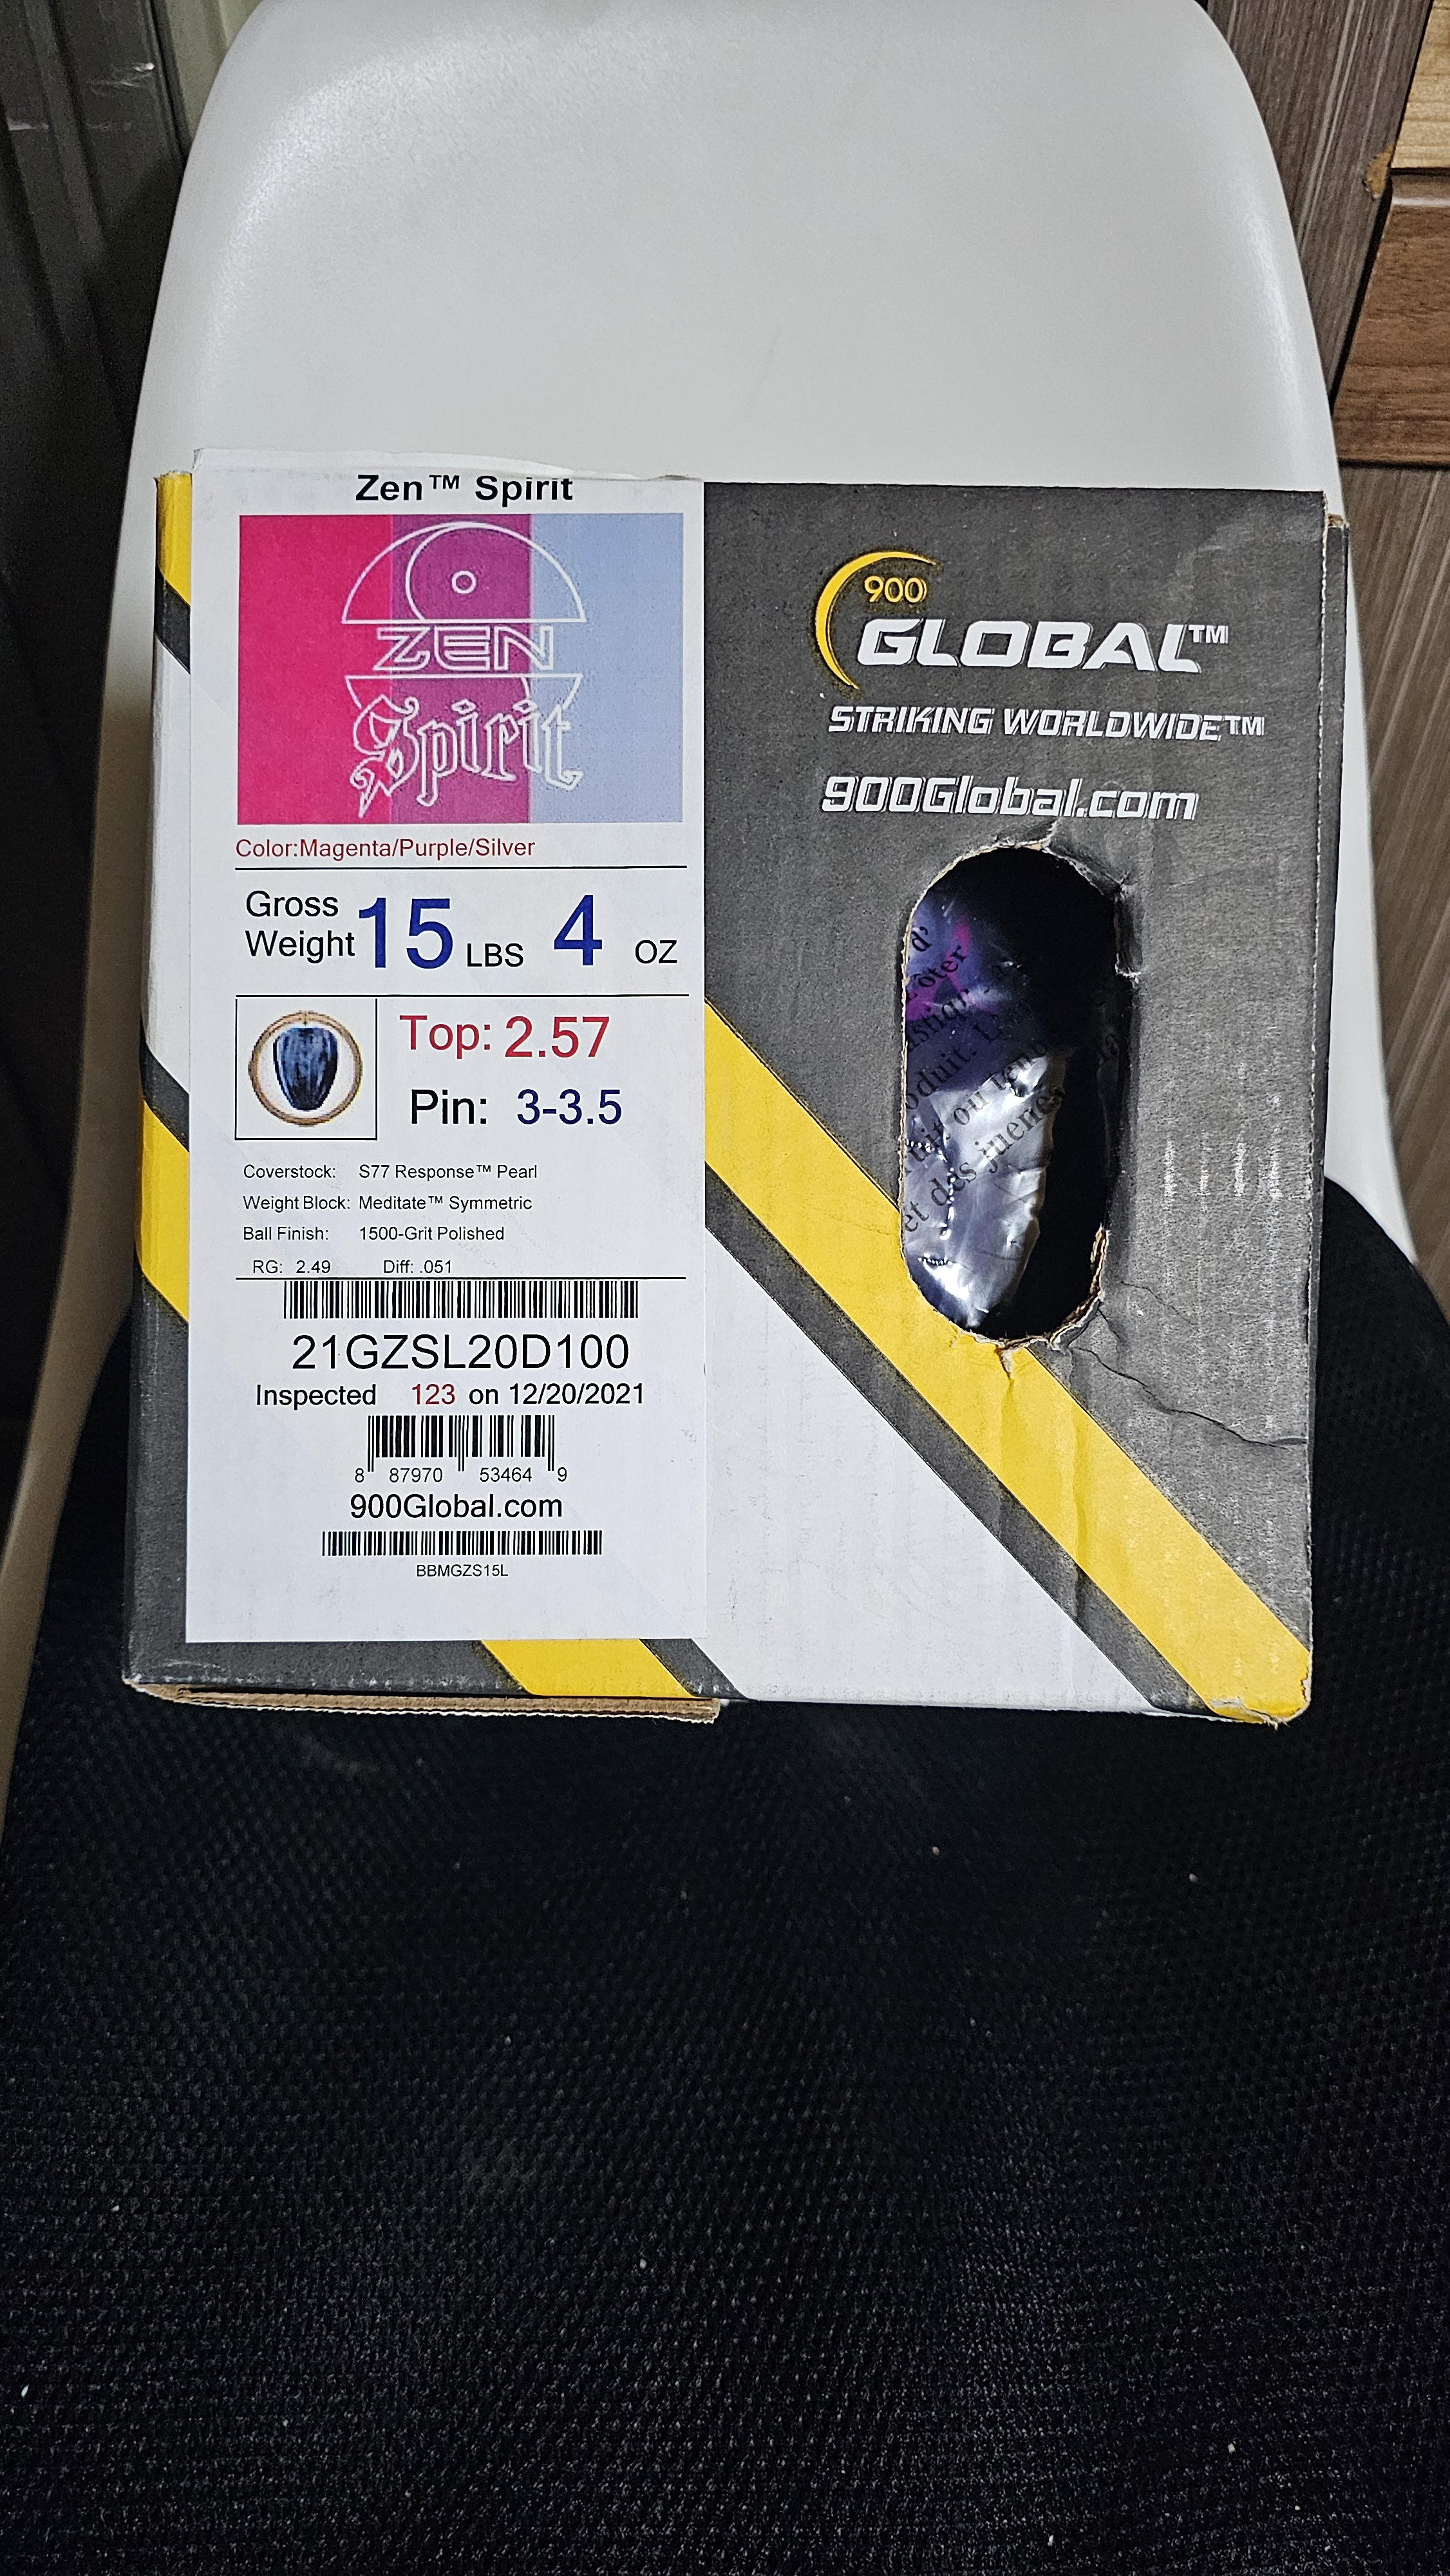 Zen™ Spirit
ZEN
Spirit
Color:Magenta/Purple/Silver
Gross Weight 15 LBS 4 OZ
Top: 2.57
Pin: 3-3.5
Coverstock: S77 Response™ Pearl
Weight Block: Meditate™ Symmetric
Ball Finish: 1500-Grit Polished
RG: 2.49 Diff: .051
21GZSL20D100
Inspected 123 on 12/20/2021
8 87970 53464 9
900Global.com
BBMGZS15L
900
GLOBAL™
STRIKING WORLDWIDE™
900Global.com
d'
ou
et das